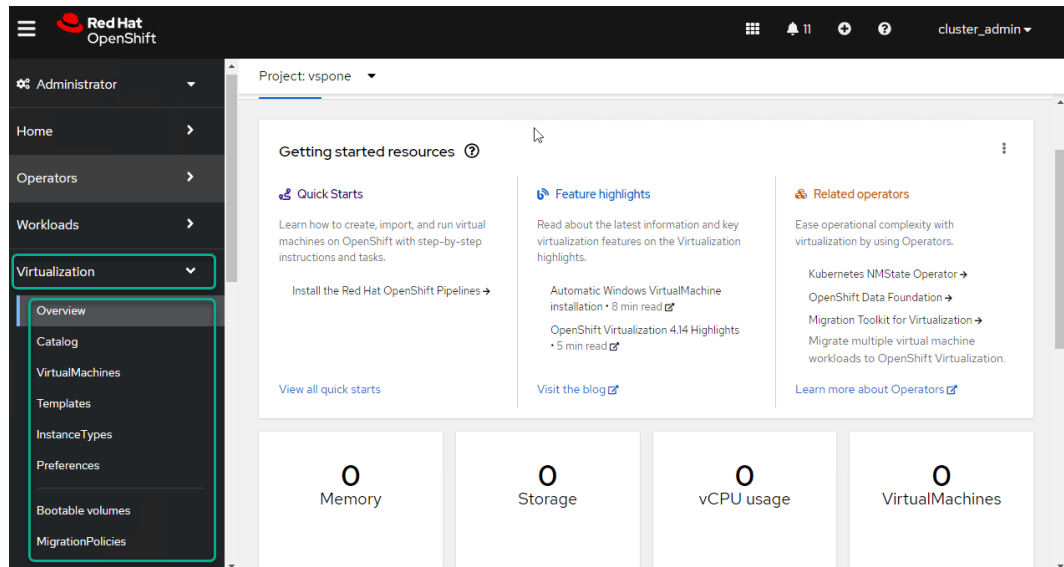 Red Hat
OpenShift
11
cluster_admin
Administrator
Home
Operators
Workloads
Virtualization
Overview
Catalog
VirtualMachines
Templates
InstanceTypes
Preferences
Bootable volumes
MigrationPolicies
Project: vspone
Getting started resources
Quick Starts
Learn how to create, import, and run virtual
machines on OpenShift with step-by-step
instructions and tasks.
Install the Red Hat OpenShift Pipelines →
View all quick starts
Feature highlights
Read about the latest information and key
virtualization features on the Virtualization
highlights.
Automatic Windows VirtualMachine
installation • 8 min read
OpenShift Virtualization 4.14 Highlights
• 5 min read
Visit the blog
Related operators
Ease operational complexity with
virtualization by using Operators.
Kubernetes NMState Operator →
OpenShift Data Foundation →
Migration Toolkit for Virtualization →
Migrate multiple virtual machine
workloads to OpenShift Virtualization.
Learn more about Operators
0
Memory
0
Storage
0
vCPU usage
0
VirtualMachines